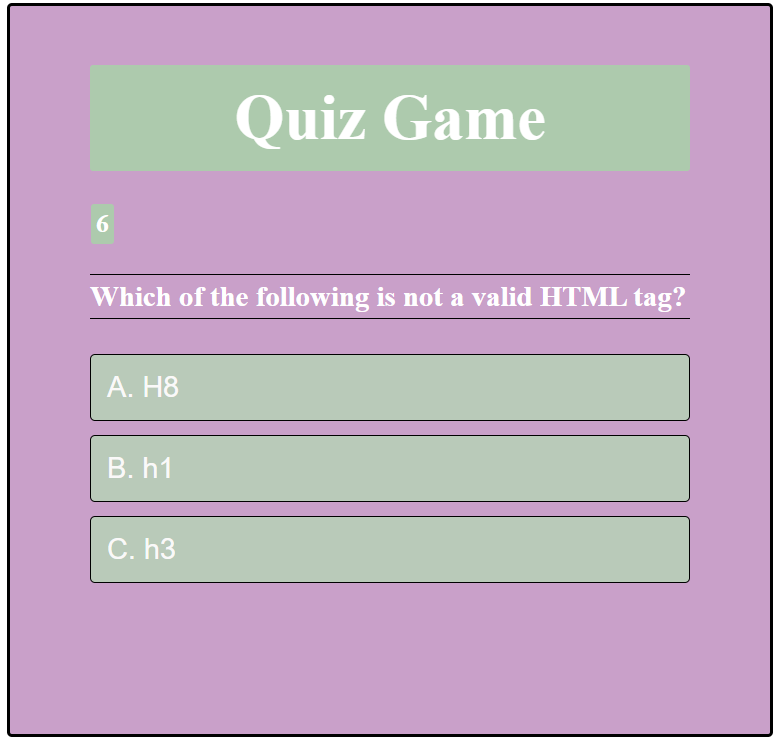 Quiz Game
6
Which of the following is not a valid HTML tag?
A. H8
B. h1
C. h3